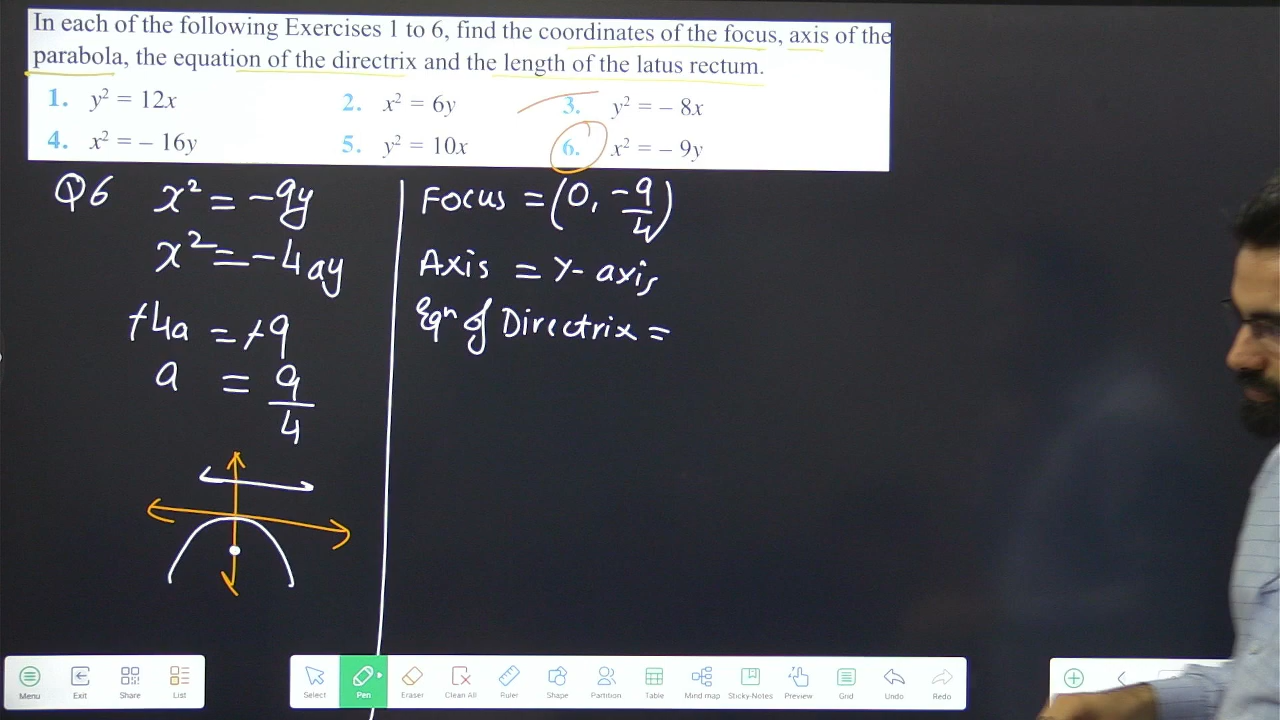 In each of the following Exercises 1 to 6, find the coordinates of the focus, axis of the
parabola, the equation of the directrix and the length of the latus rectum.
1. y² = 12x 2. x² = 6y 3. y² = – 8x
4. x² = – 16y 5. y² = 10x 6. x² = – 9y
Q6 x² = -9y
x² = -4ay
+4a = +9
a = 9/4
Focus = (0, -9/4)
Axis = Y-axis
Eqn of Directrix =
Menu Exit Share List
Select Pen Eraser Clean All Ruler Shape Partition Table Mind map Sticky-Notes Preview Grid Undo Redo